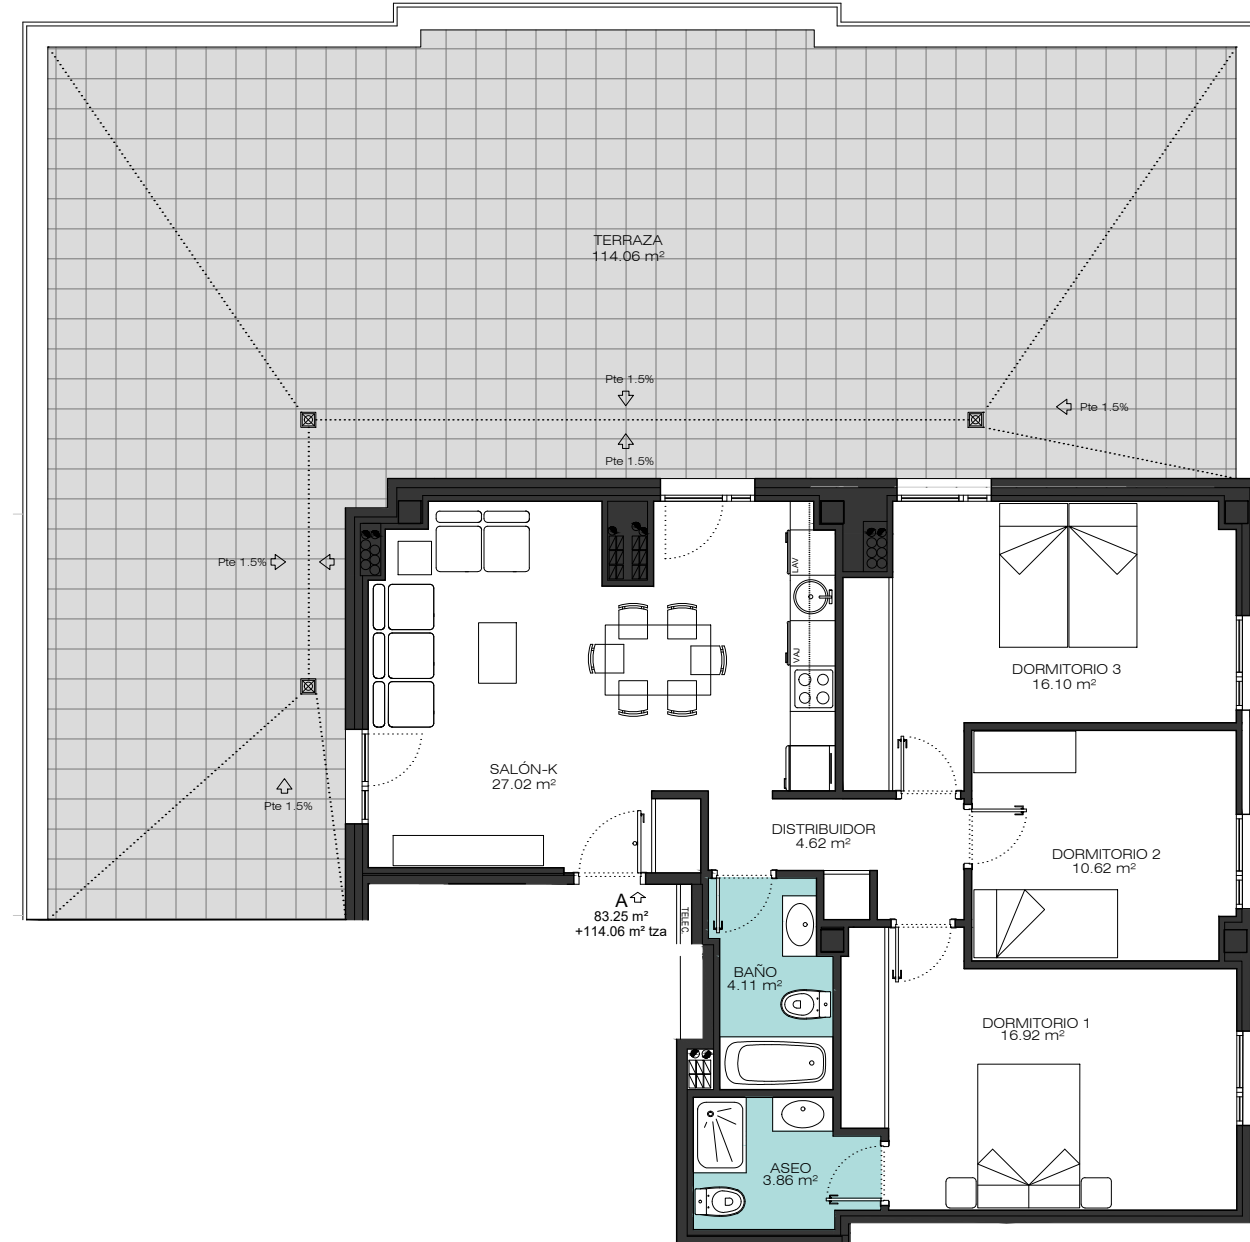 TERRAZA
114.06 m²
Pte 1.5%
Pte 1.5%
Pte 1.5%
Pte 1.5%
LAV
VAJ
DORMITORIO 3
16.10 m²
SALÓN-K
27.02 m²
Pte 1.5%
DISTRIBUIDOR
4.62 m²
DORMITORIO 2
10.62 m²
A
83.25 m²
+114.06 m² tza
TELEC.
BAÑO
4.11 m²
DORMITORIO 1
16.92 m²
ASEO
3.86 m²